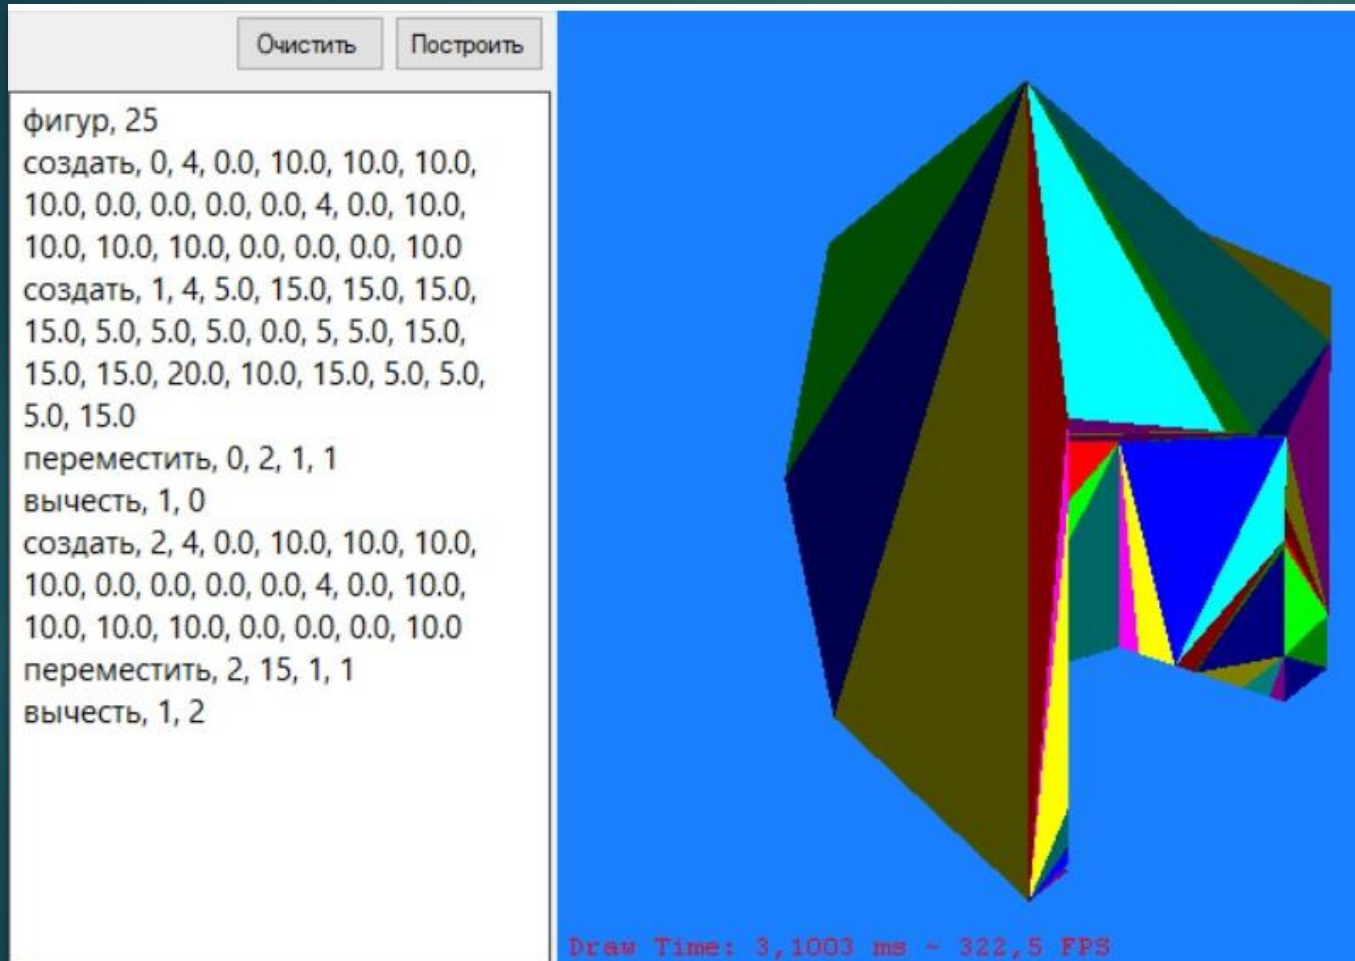 Очистить
Построить
фигур, 25
создать, 0, 4, 0.0, 10.0, 10.0, 10.0,
10.0, 0.0, 0.0, 0.0, 0.0, 4, 0.0, 10.0,
10.0, 10.0, 10.0, 0.0, 0.0, 0.0, 10.0
создать, 1, 4, 5.0, 15.0, 15.0, 15.0,
15.0, 5.0, 5.0, 5.0, 0.0, 5, 5.0, 15.0,
15.0, 15.0, 20.0, 10.0, 15.0, 5.0, 5.0,
5.0, 15.0
переместить, 0, 2, 1, 1
вычесть, 1, 0
создать, 2, 4, 0.0, 10.0, 10.0, 10.0,
10.0, 0.0, 0.0, 0.0, 0.0, 4, 0.0, 10.0,
10.0, 10.0, 10.0, 0.0, 0.0, 0.0, 10.0
переместить, 2, 15, 1, 1
вычесть, 1, 2
Draw Time: 3,1003 ms ~ 322,5 FPS